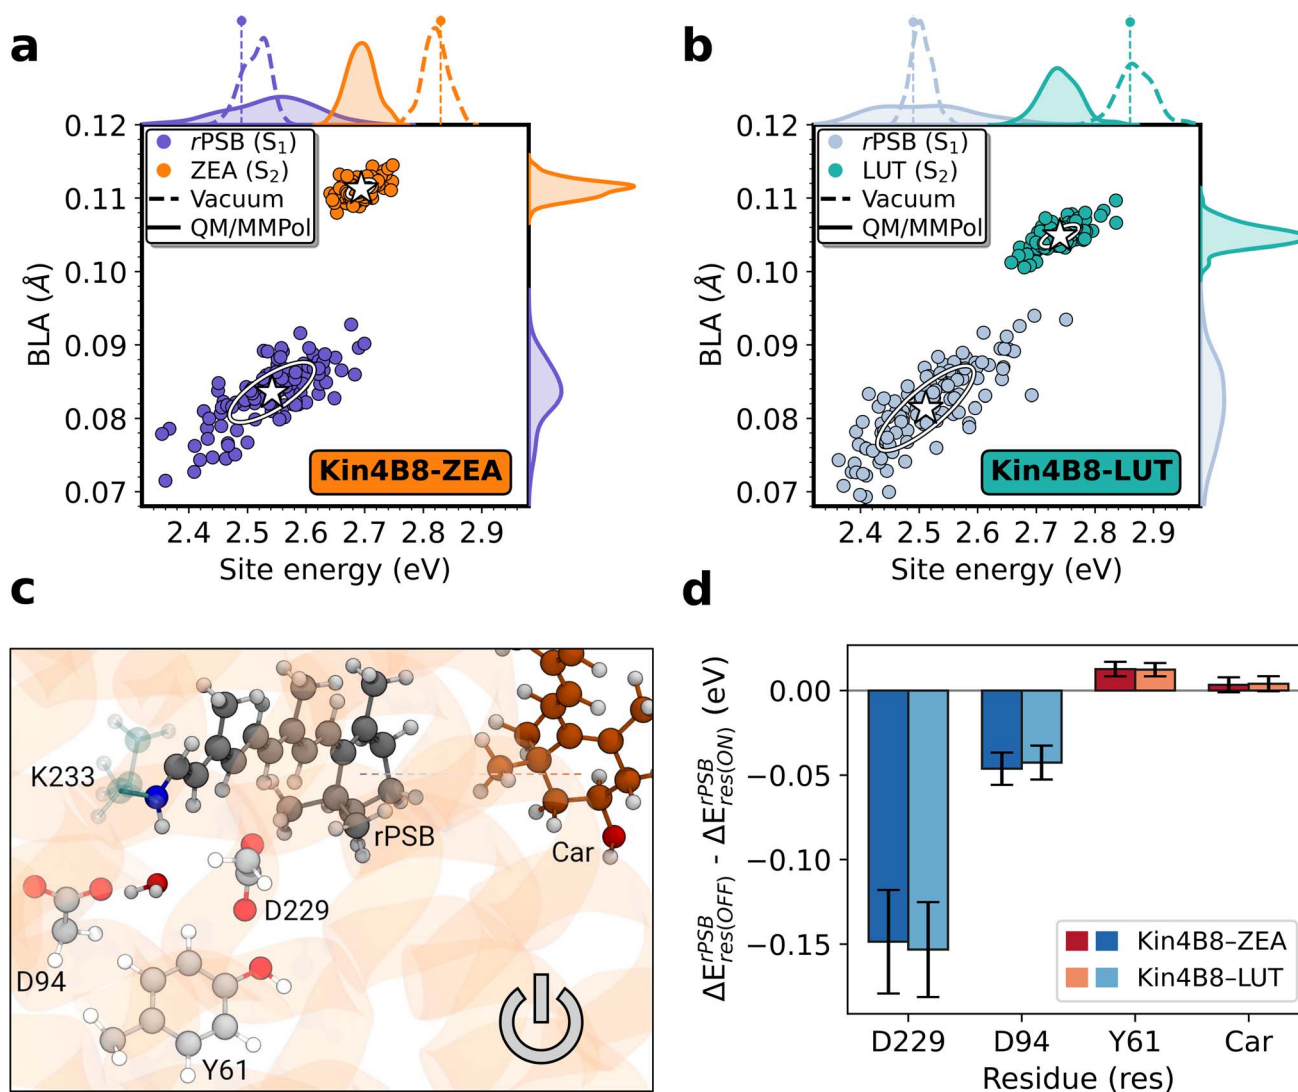 a
0.12
0.11
0.10
0.09
0.08
0.07
BLA (Å)
rPSB (S₁)
ZEA (S₂)
Vacuum
QM/MMPol
Kin4B8-ZEA
2.4 2.5 2.6 2.7 2.8 2.9
Site energy (eV)
b
0.12
0.11
0.10
0.09
0.08
0.07
BLA (Å)
rPSB (S₁)
LUT (S₂)
Vacuum
QM/MMPol
Kin4B8-LUT
2.4 2.5 2.6 2.7 2.8 2.9
Site energy (eV)
c
K233
rPSB
Car
D229
D94
Y61
d
ΔE^{rPSB}_{res(OFF)} - ΔE^{rPSB}_{res(ON)} (eV)
0.00
−0.05
−0.10
−0.15
Kin4B8–ZEA
Kin4B8–LUT
D229 D94 Y61 Car
Residue (res)